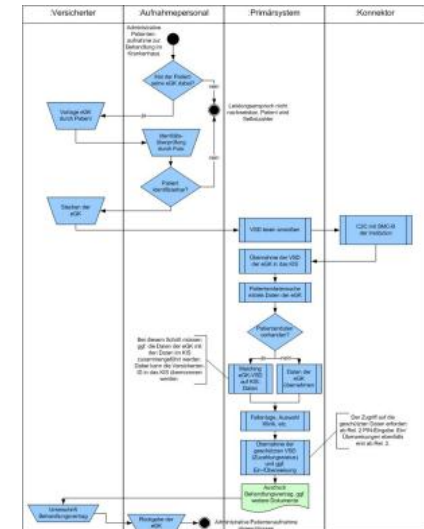 :Versicherter
:Aufnahmepersonal
:Primärsystem
:Konnektor
Administrative
Patienten-
aufnahme zur
Behandlung im
Krankenhaus
Hat der Patient
seine eGK dabei?
nein
Leistungsanspruch nicht
nachweisbar, Patient wird
Selbstzahler
ja
Vorlage eGK
durch Patient
Identitäts-
überprüfung
durch Foto
nein
Patient
identifizierbar?
Stecken der
eGK
VSD lesen
C2C mit SMC-B
der Institution
Übernahme der VSD
der eGK in das KIS
Patientendatensuche
mittels Daten der eGK
Patientendaten
vorhanden?
ja
nein
Bei diesem Schritt müssen
ggf. die Daten der eGK mit
den Daten im KIS
zusammengeführt werden.
Dabei kann die Versicherten-
ID in das KIS übernommen
werden
Matching
eGK-VSD
auf KIS-
Daten
Daten der eGK
übernehmen
Fallanlage, Auswahl
Klinik, etc.
Der Zugriff auf die
geschützten Daten erfordert
ab Rel. 2 PIN-Eingabe. Ein-/
Überweisungen ebenfalls
erst ab Rel. 2.
Übernahme der
geschützten VSD
(Zuzahlungsstatus)
und ggf.
Ein-/Überweisung
Ausdruck
Behandlungsvertrag, ggf.
weitere Dokumente
Unterschrift
Behandlungsvertrag
Rückgabe der
Administrative Patientenaufnahme